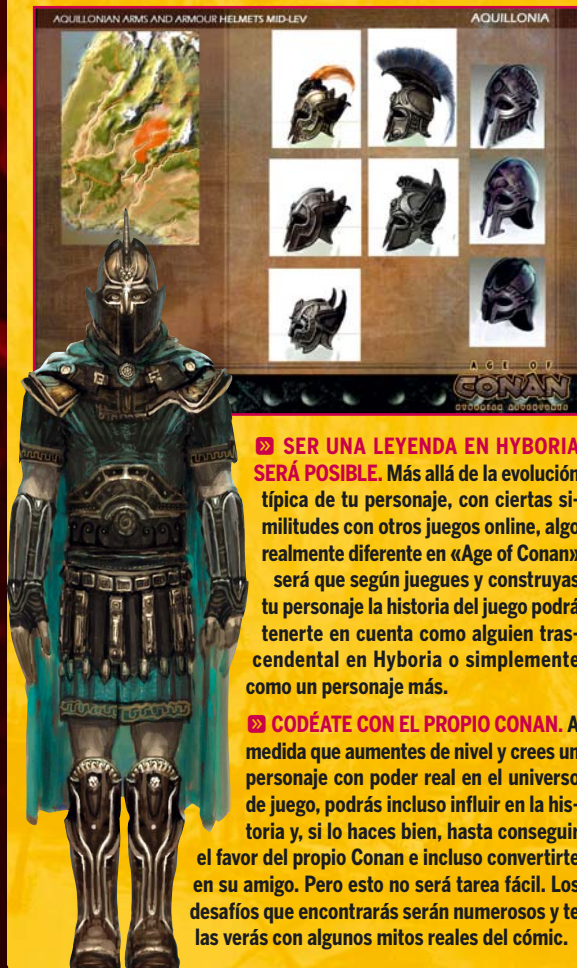 AQUILLONIAN ARMS AND ARMOUR HELMETS MID-LEV
AQUILLONIA
AGE OF
CONAN
HYBORIAN ADVENTURES
SER UNA LEYENDA EN HYBORIA
SERÁ POSIBLE. Más allá de la evolución
típica de tu personaje, con ciertas si-
militudes con otros juegos online, algo
realmente diferente en «Age of Conan»
será que según juegues y construyas
tu personaje la historia del juego podrá
tenerte en cuenta como alguien tras-
cendental en Hyboria o simplemente
como un personaje más.
CODÉATE CON EL PROPIO CONAN. A
medida que aumentes de nivel y crees un
personaje con poder real en el universo
de juego, podrás incluso influir en la his-
toria y, si lo haces bien, hasta conseguir
el favor del propio Conan e incluso convertirte
en su amigo. Pero esto no será tarea fácil. Los
desafíos que encontrarás serán numerosos y te
las verás con algunos mitos reales del cómic.